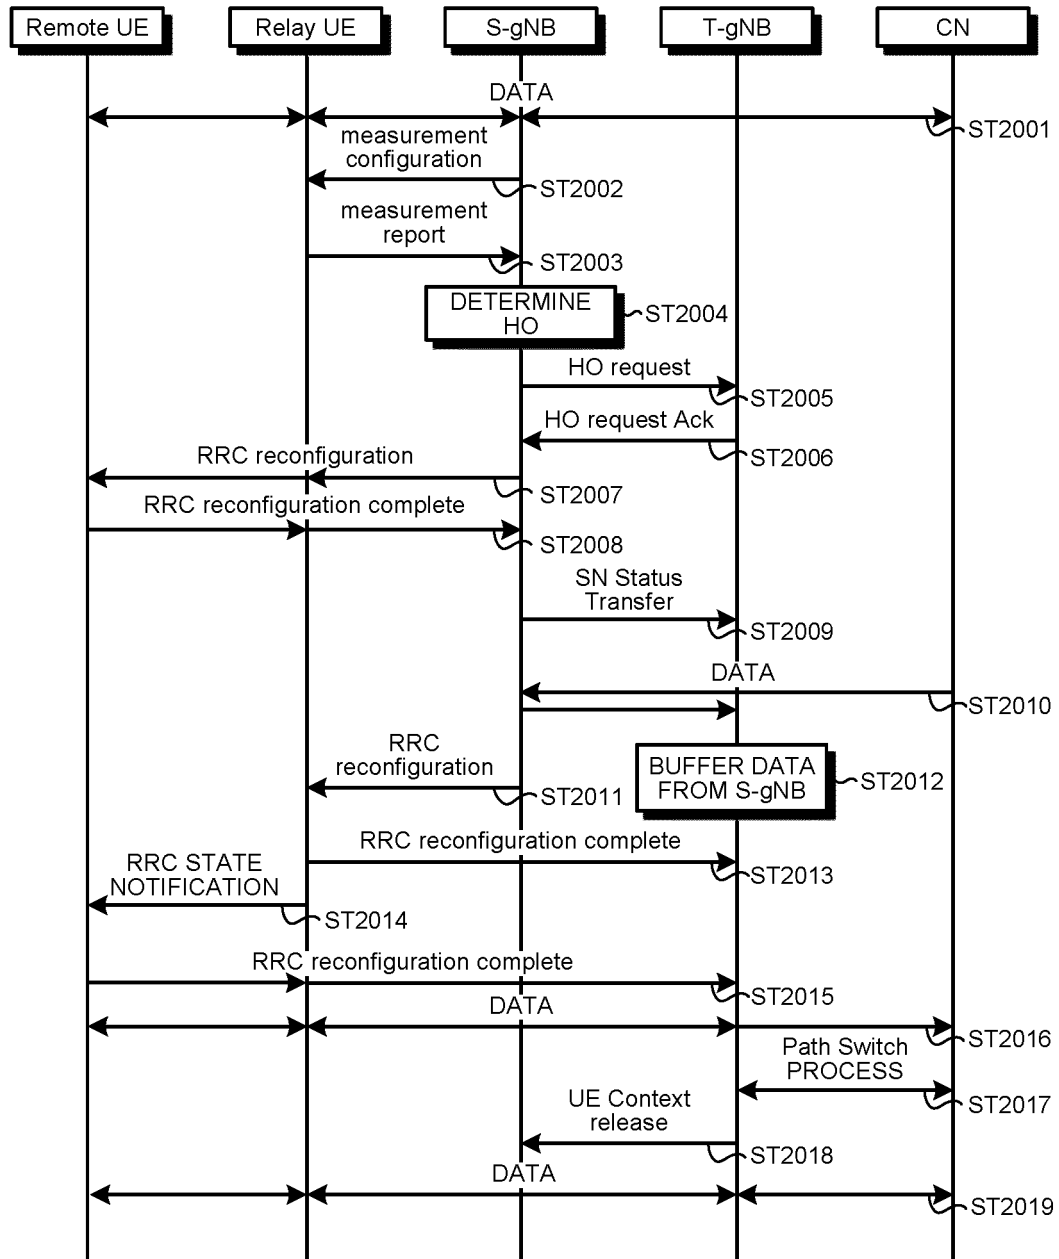 Remote UE
Relay UE
S-gNB
T-gNB
CN
DATA
ST2001
measurement
configuration
ST2002
measurement
report
ST2003
DETERMINE
HO
ST2004
HO request
ST2005
HO request Ack
ST2006
RRC reconfiguration
ST2007
RRC reconfiguration complete
ST2008
SN Status
Transfer
ST2009
DATA
ST2010
RRC
reconfiguration
ST2011
BUFFER DATA
FROM S-gNB
ST2012
RRC reconfiguration complete
ST2013
RRC STATE
NOTIFICATION
ST2014
RRC reconfiguration complete
ST2015
DATA
ST2016
Path Switch
PROCESS
ST2017
UE Context
release
ST2018
DATA
ST2019